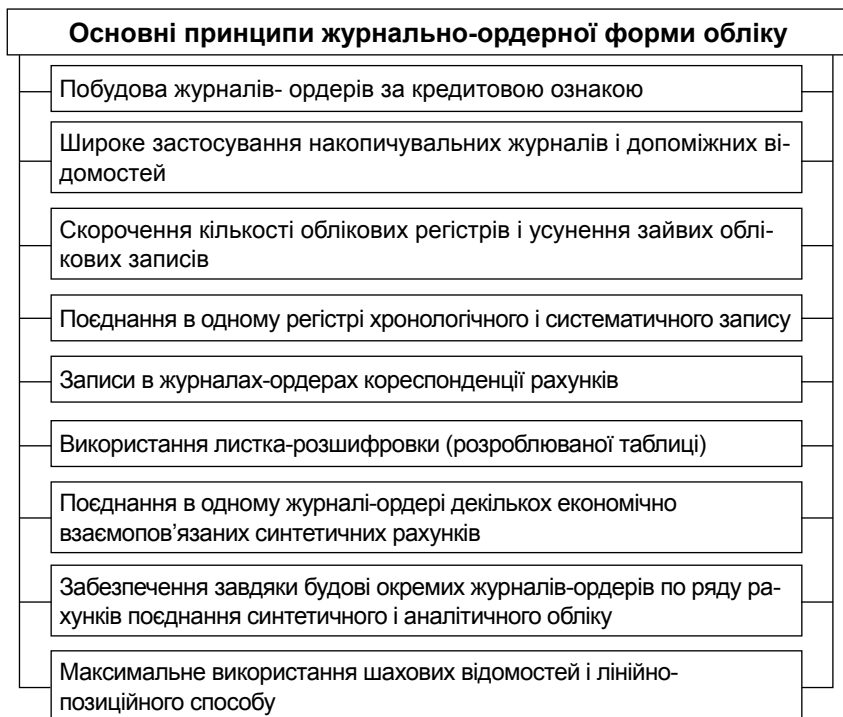 Основні принципи журнально-ордерної форми обліку
Побудова журналів- ордерів за кредитовою ознакою
Широке застосування накопичувальних журналів і допоміжних ві-
домостей
Скорочення кількості облікових регістрів і усунення зайвих облі-
кових записів
Поєднання в одному регістрі хронологічного і систематичного запису
Записи в журналах-ордерах кореспонденції рахунків
Використання листка-розшифровки (розроблюваної таблиці)
Поєднання в одному журналі-ордері декількох економічно
взаємопов’язаних синтетичних рахунків
Забезпечення завдяки будові окремих журналів-ордерів по ряду ра-
хунків поєднання синтетичного і аналітичного обліку
Максимальне використання шахових відомостей і лінійно-
позиційного способу